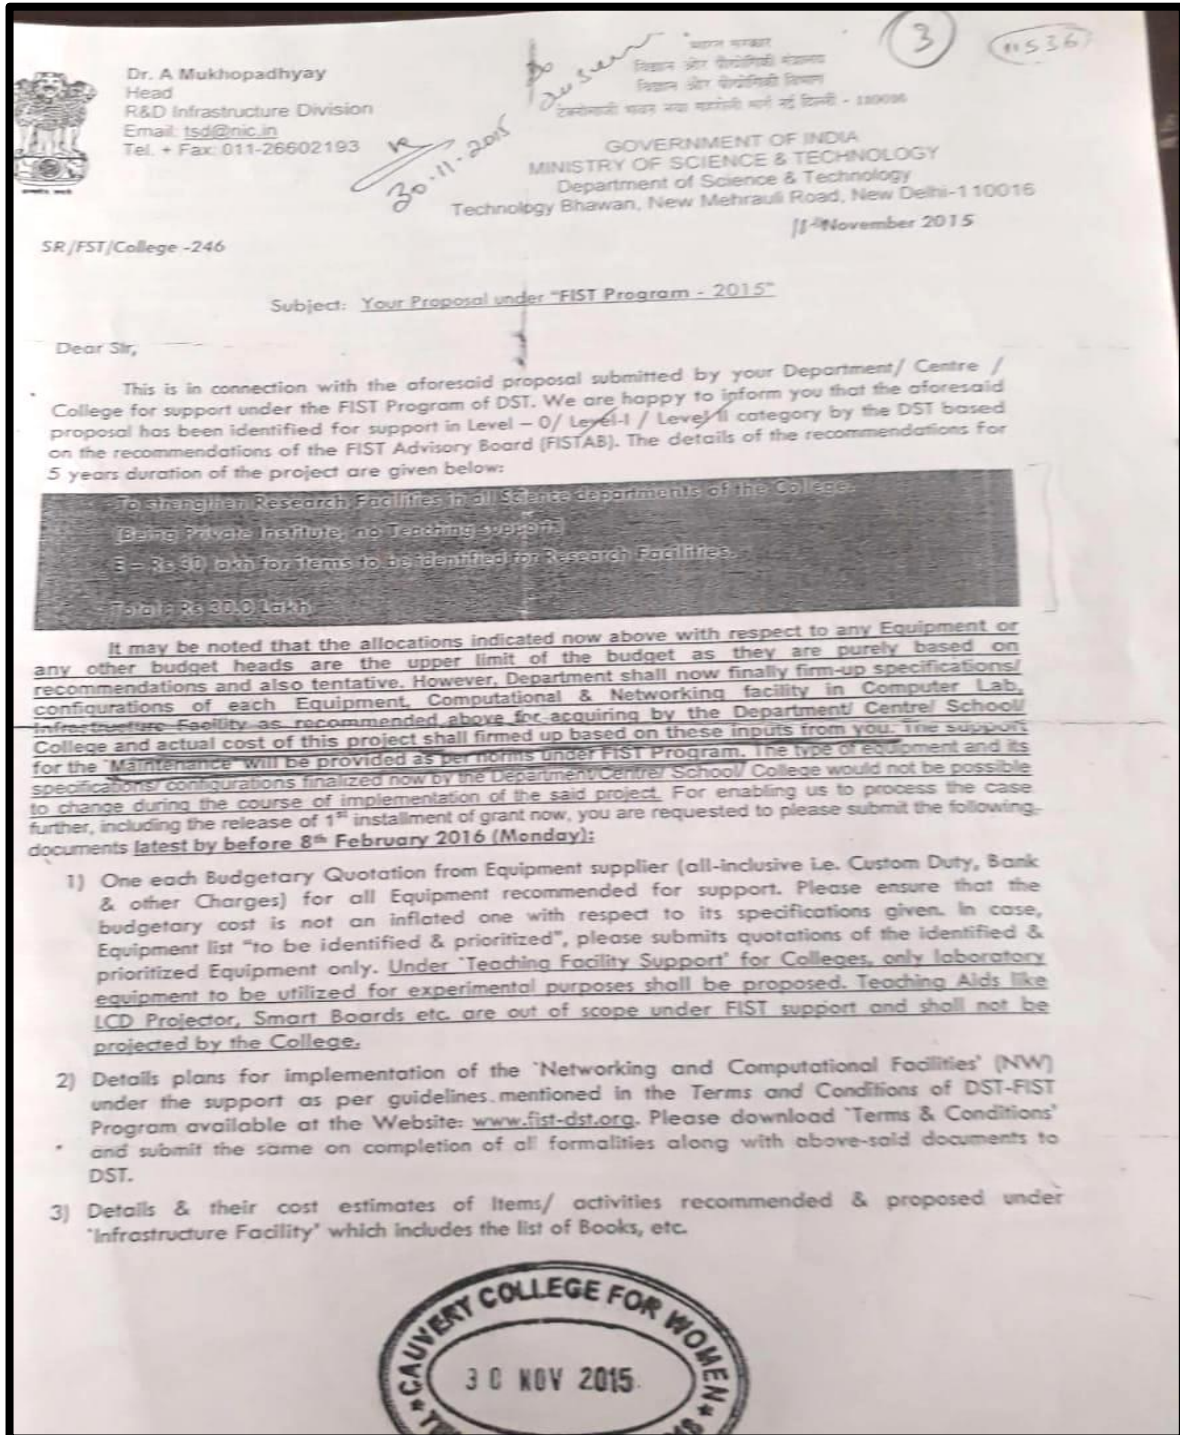 Dr. A Mukhopadhyay
Head
R&D Infrastructure Division
Email: tsd@nic.in
Tel. + Fax: 011-26602193
30.11.2015
3
11536
भारत सरकार
विज्ञान और प्रौद्योगिकी मंत्रालय
विज्ञान और प्रौद्योगिकी विभाग
टेक्नोलॉजी भवन नया महरौली मार्ग नई दिल्ली -
GOVERNMENT OF INDIA
MINISTRY OF SCIENCE & TECHNOLOGY
Department of Science & Technology
Technology Bhawan, New Mehrauli Road, New Delhi-110016
November 2015
SR/FST/College -246
Subject: Your Proposal under "FIST Program - 2015"
Dear Sir,
This is in connection with the aforesaid proposal submitted by your Department/ Centre /
College for support under the FIST Program of DST. We are happy to inform you that the aforesaid
proposal has been identified for support in Level – 0/ Level-I / Level II category by the DST based
on the recommendations of the FIST Advisory Board (FISTAB). The details of the recommendations for
5 years duration of the project are given below:
To strengthen Research Facilities in all Science departments of the College.
(Being Private Institute, no Teaching support)
E – Rs 30 lakh for items to be identified for Research Facilities.
Total: Rs 30.0 Lakh
It may be noted that the allocations indicated now above with respect to any Equipment or
any other budget heads are the upper limit of the budget as they are purely based on
recommendations and also tentative. However, Department shall now finally firm-up specifications/
configurations of each Equipment, Computational & Networking facility in Computer Lab,
Infrastructure Facility as recommended above for acquiring by the Department/ Centre/ School/
College and actual cost of this project shall firmed up based on these inputs from you. The support
for the 'Maintenance' will be provided as per norms under FIST Program. The type of equipment and its
specifications/ configurations finalized now by the Department/Centre/ School/ College would not be possible
to change during the course of implementation of the said project. For enabling us to process the case
further, including the release of 1st installment of grant now, you are requested to please submit the following
documents latest by before 8th February 2016 (Monday):
1) One each Budgetary Quotation from Equipment supplier (all-inclusive i.e. Custom Duty, Bank
& other Charges) for all Equipment recommended for support. Please ensure that the
budgetary cost is not an inflated one with respect to its specifications given. In case,
Equipment list "to be identified & prioritized", please submits quotations of the identified &
prioritized Equipment only. Under 'Teaching Facility Support' for Colleges, only laboratory
equipment to be utilized for experimental purposes shall be proposed. Teaching Aids like
LCD Projector, Smart Boards etc. are out of scope under FIST support and shall not be
projected by the College.
2) Details plans for implementation of the 'Networking and Computational Facilities' (NW)
under the support as per guidelines mentioned in the Terms and Conditions of DST-FIST
Program available at the Website: www.fist-dst.org. Please download 'Terms & Conditions'
and submit the same on completion of all formalities along with above-said documents to
DST.
3) Details & their cost estimates of Items/ activities recommended & proposed under
'Infrastructure Facility' which includes the list of Books, etc.
CAUVERY COLLEGE FOR WOMEN
30 NOV 2015